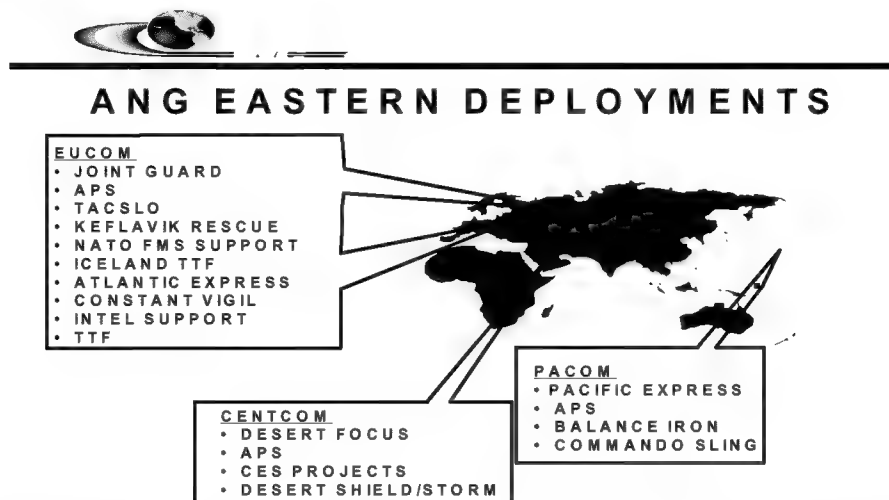 ANG EASTERN DEPLOYMENTS
EUCOM
• JOINT GUARD
• APS
• TACSLO
• KEFLAVIK RESCUE
• NATO FMS SUPPORT
• ICELAND TTF
• ATLANTIC EXPRESS
• CONSTANT VIGIL
• INTEL SUPPORT
• TTF
PACOM
• PACIFIC EXPRESS
• APS
• BALANCE IRON
• COMMANDO SLING
CENTCOM
• DESERT FOCUS
• APS
• CES PROJECTS
• DESERT SHIELD/STORM